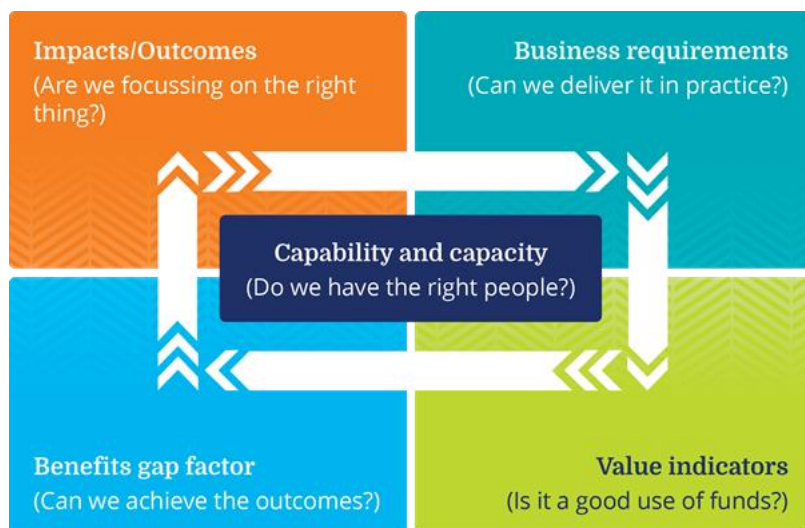 Impacts/Outcomes
(Are we focussing on the right
thing?)
Business requirements
(Can we deliver it in practice?)
Capability and capacity
(Do we have the right people?)
Benefits gap factor
(Can we achieve the outcomes?)
Value indicators
(Is it a good use of funds?)